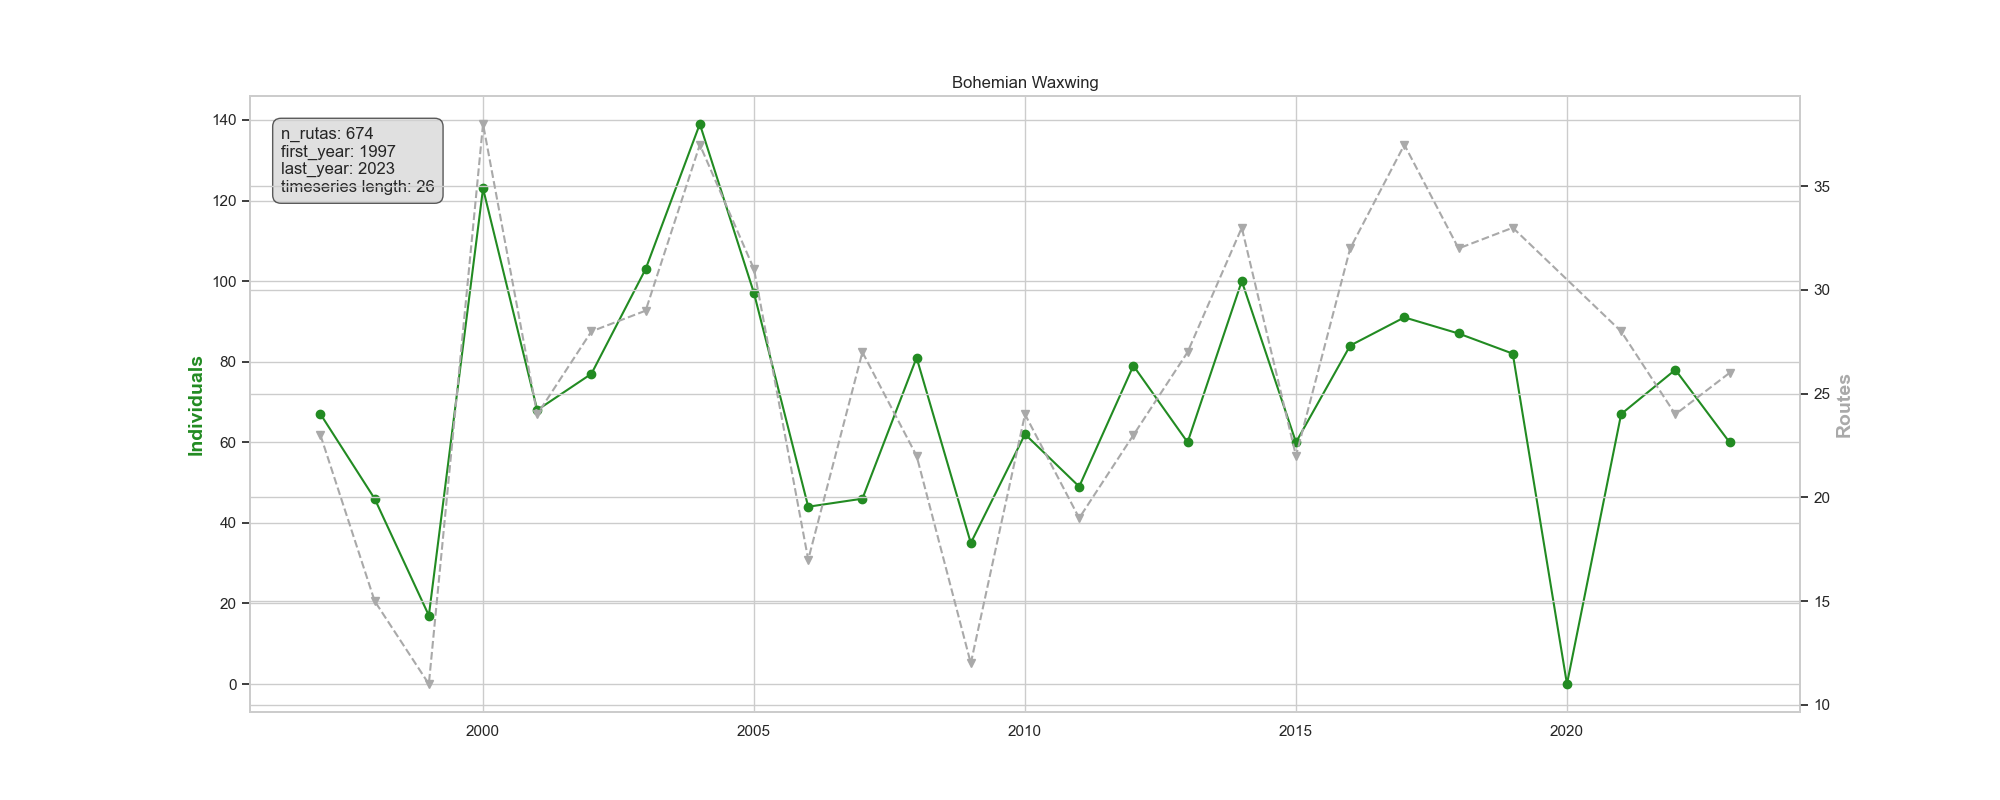 Bohemian Waxwing
n_rutas: 674
first_year: 1997
last_year: 2023
timeseries length: 26
Individuals
140
120
100
80
60
40
20
0
35
30
25
20
15
10
Routes
2000
2005
2010
2015
2020